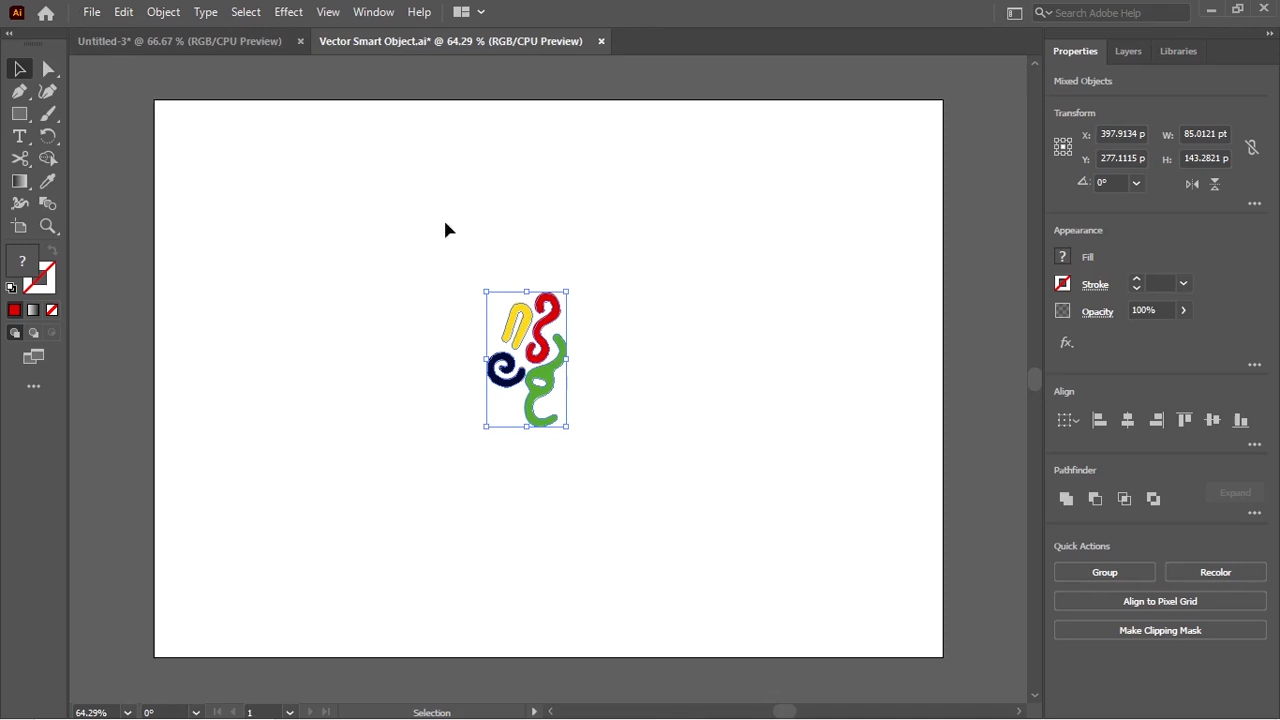 Ai File Edit Object Type Select Effect View Window Help Search Adobe Help
Untitled-3* @ 66.67 % (RGB/CPU Preview) × Vector Smart Object.ai* @ 64.29 % (RGB/CPU Preview) ×
Properties Layers Libraries
Mixed Objects
Transform
X: 397.9134 p W: 85.0121 pt
Y: 277.1115 p H: 143.2821 p
0°
Appearance
? Fill
Stroke
Opacity 100%
fx.
Align
Pathfinder
Expand
Quick Actions
Group Recolor
Align to Pixel Grid
Make Clipping Mask
T
?
64.29% 0° 1 Selection